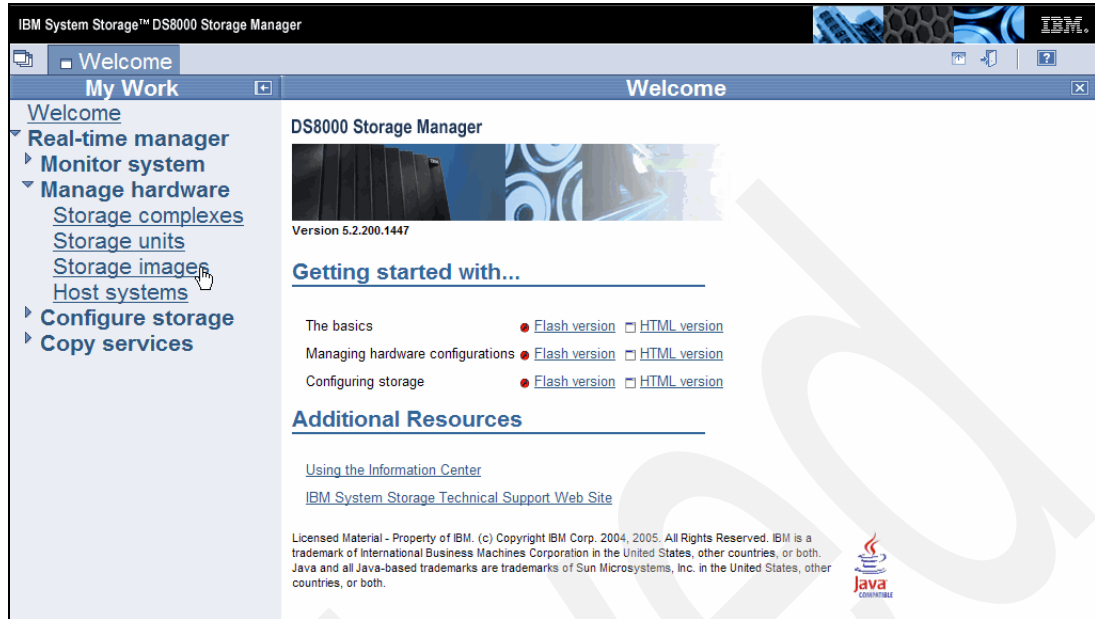 IBM System Storage™ DS8000 Storage Manager
IBM.
Welcome
My Work
Welcome
Welcome
Real-time manager
Monitor system
Manage hardware
Storage complexes
Storage units
Storage images
Host systems
Configure storage
Copy services
DS8000 Storage Manager
Version 5.2.200.1447
Getting started with...
The basics Flash version HTML version
Managing hardware configurations Flash version HTML version
Configuring storage Flash version HTML version
Additional Resources
Using the Information Center
IBM System Storage Technical Support Web Site
Licensed Material - Property of IBM. (c) Copyright IBM Corp. 2004, 2005. All Rights Reserved. IBM is a
trademark of International Business Machines Corporation in the United States, other countries, or both.
Java and all Java-based trademarks are trademarks of Sun Microsystems, Inc. in the United States, other
countries, or both.
Java
COMPATIBLE